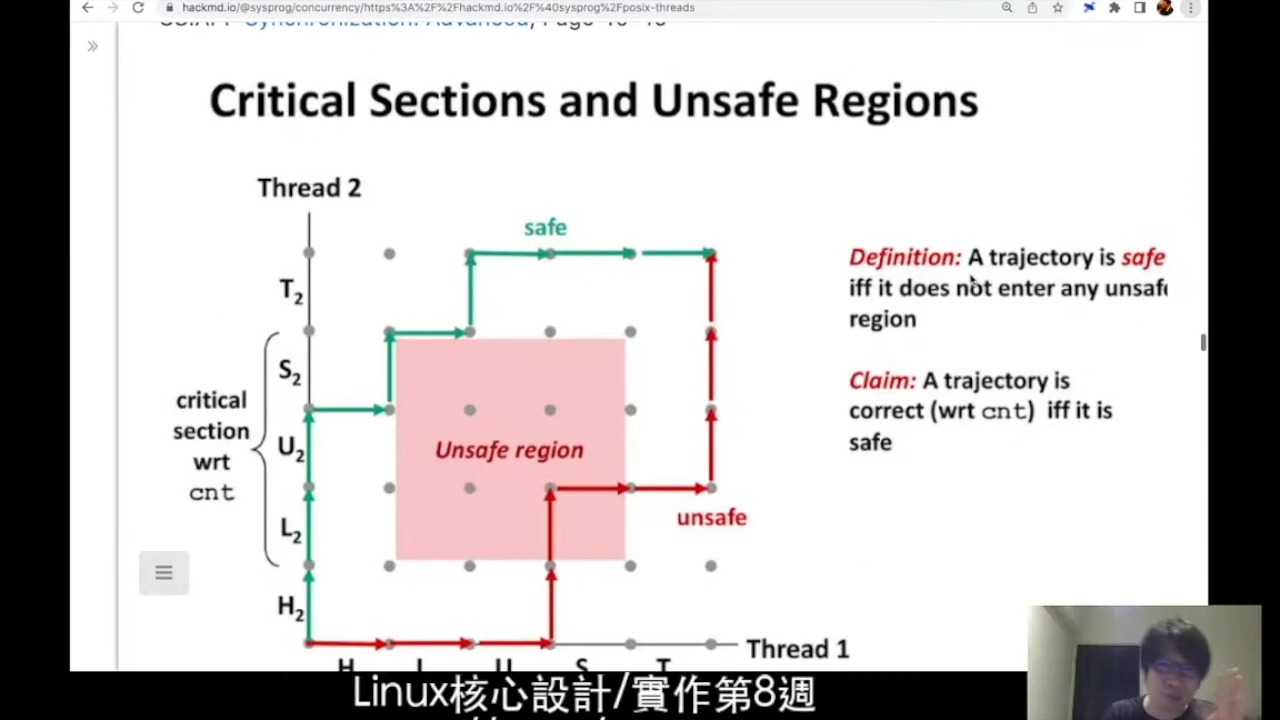 hackmd.io/@sysprog/concurrency/https%3A%2F%2Fhackmd.io%2F%40sysprog%2Fposix-threads
Critical Sections and Unsafe Regions
Thread 2
safe
T2
S2
critical
section
wrt
cnt
U2
L2
H2
Unsafe region
unsafe
Thread 1
H L U S T
Definition: A trajectory is safe
iff it does not enter any unsafe
region
Claim: A trajectory is
correct (wrt cnt) iff it is
safe
Linux核心設計/實作第8週